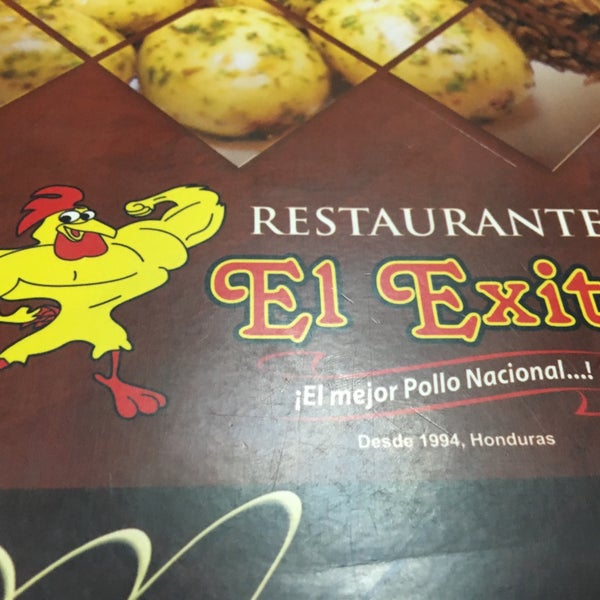 RESTAURANTE
El Exit
¡El mejor Pollo Nacional...!
Desde 1994, Honduras